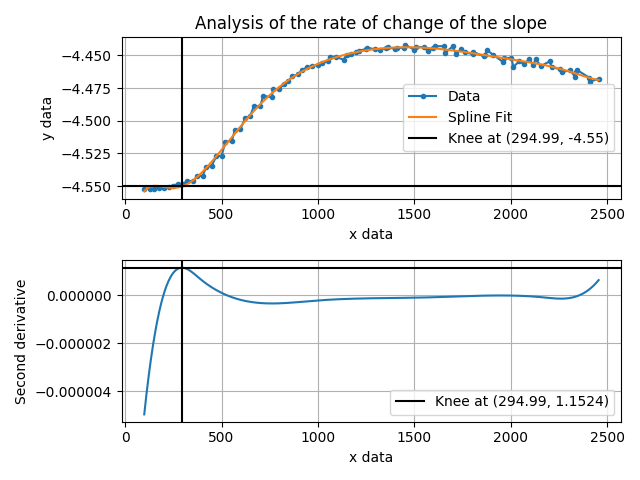 Analysis of the rate of change of the slope
−4.450
−4.475
−4.500
−4.525
−4.550
y data
Data
Spline Fit
Knee at (294.99, -4.55)
0 500 1000 1500 2000 2500
x data
0.000000
−0.000002
−0.000004
Second derivative
Knee at (294.99, 1.1524)
0 500 1000 1500 2000 2500
x data